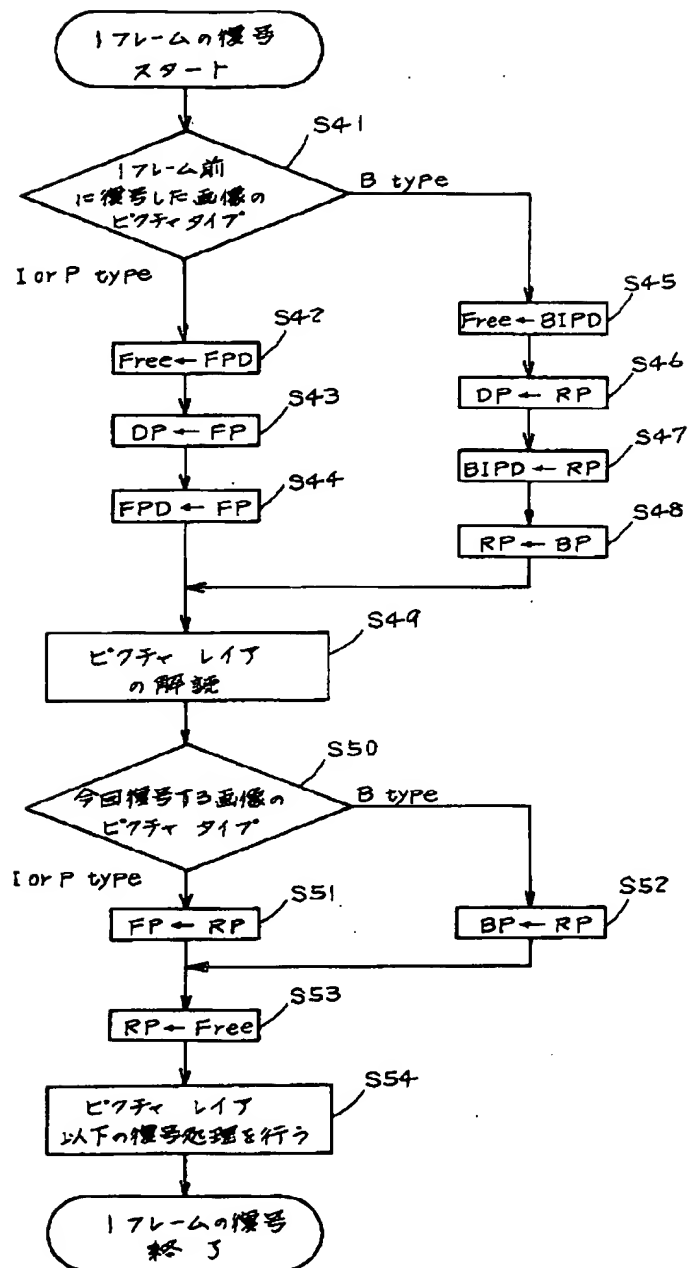 1フレームの復号
スタート
S41
1フレーム前
に復号した画像の
ピクチャタイプ
B type
I or P type
S42
Free ← FPD
S43
DP ← FP
S44
FPD ← FP
S45
Free ← BIPD
S46
DP ← RP
S47
BIPD ← RP
S48
RP ← BP
S49
ピクチャ レイア
の解読
S50
今回復号する画像の
ピクチャ タイプ
B type
I or P type
S51
FP ← RP
S52
BP ← RP
S53
RP ← Free
S54
ピクチャ レイア
以下の復号処理を行う
1フレームの復号
終了